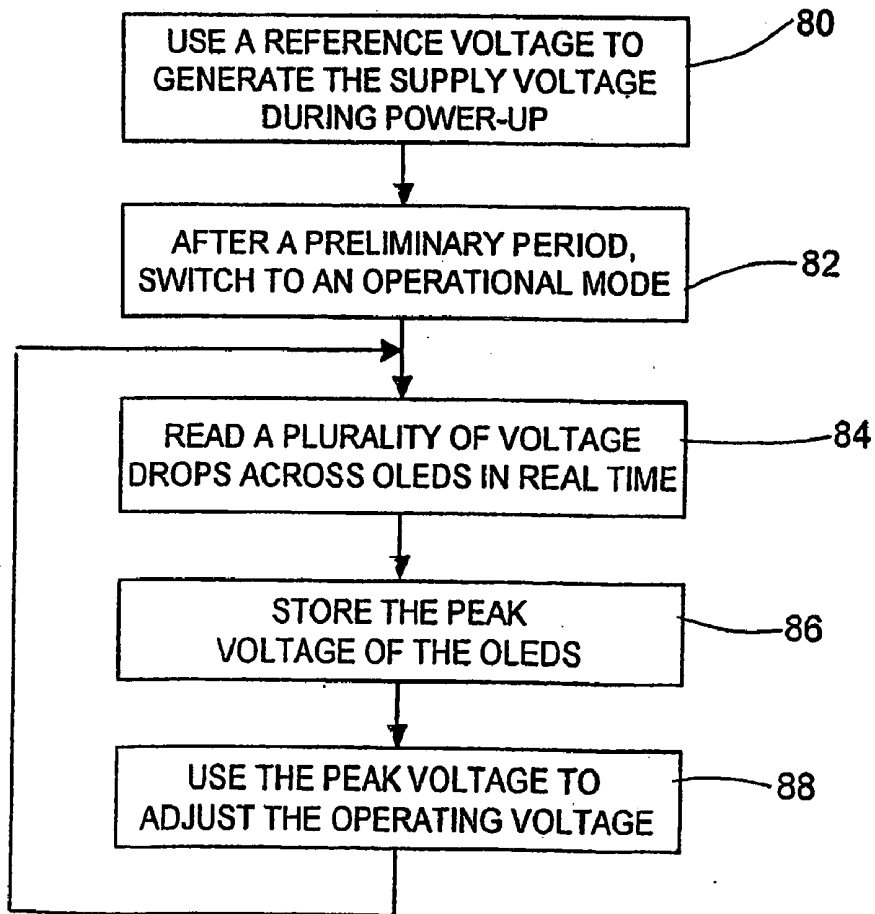 USE A REFERENCE VOLTAGE TO
GENERATE THE SUPPLY VOLTAGE
DURING POWER-UP
80
AFTER A PRELIMINARY PERIOD,
SWITCH TO AN OPERATIONAL MODE
82
READ A PLURALITY OF VOLTAGE
DROPS ACROSS OLEDS IN REAL TIME
84
STORE THE PEAK
VOLTAGE OF THE OLEDS
86
USE THE PEAK VOLTAGE TO
ADJUST THE OPERATING VOLTAGE
88